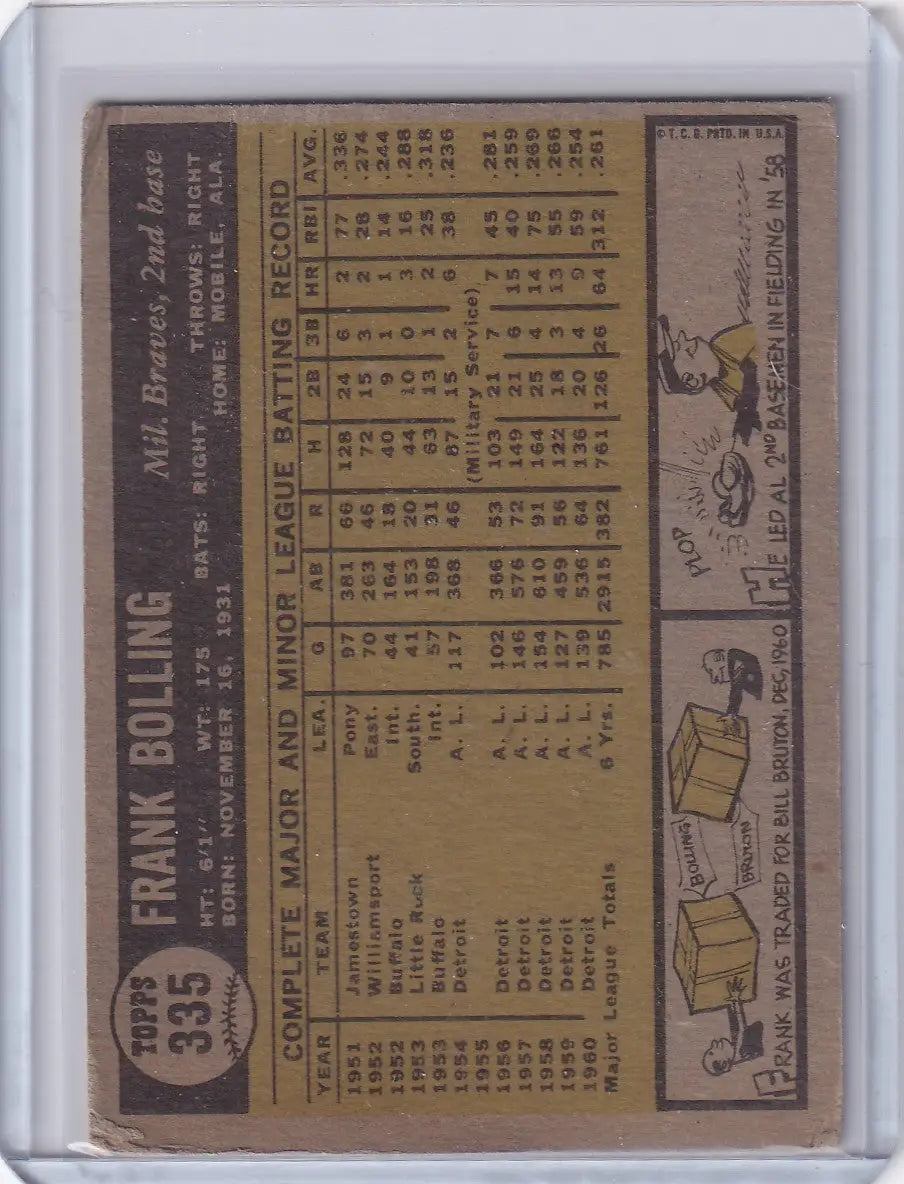 TOPPS
335
FRANK BOLLING
Mil. Braves, 2nd base
HT: 6/1" WT: 175 BATS: RIGHT THROWS: RIGHT
BORN: NOVEMBER 16, 1931 HOME: MOBILE, ALA.
COMPLETE MAJOR AND MINOR LEAGUE BATTING RECORD
YEAR TEAM LEA. G AB R H 2B 3B HR RBI AVG.
1951 Jamestown Pony 97 381 66 128 24 6 2 77 .336
1952 Williamsport East. 70 263 46 72 15 3 2 28 .274
1952 Buffalo Int. 44 164 18 40 9 1 1 14 .244
1953 Little Rock South. 41 153 20 44 10 0 3 16 .288
1953 Buffalo Int. 57 198 31 63 13 1 2 25 .318
1954 Detroit A. L. 117 368 46 87 15 2 6 38 .236
1955 (Military Service)
1956 Detroit A. L. 102 366 53 103 21 7 7 45 .281
1957 Detroit A. L. 146 576 72 149 21 6 15 40 .259
1958 Detroit A. L. 154 610 91 164 25 4 14 75 .269
1959 Detroit A. L. 127 459 56 122 18 3 13 55 .266
1960 Detroit A. L. 139 536 64 136 20 4 9 59 .254
Major League Totals 6 Yrs. 785 2915 382 761 126 26 64 312 .261
BOLLING
BRUTON
FRANK WAS TRADED FOR BILL BRUTON, DEC, 1960
PLOP
HE LED AL 2ND BASEMEN IN FIELDING IN '58
© T. C. G. PRTD. IN U.S.A.